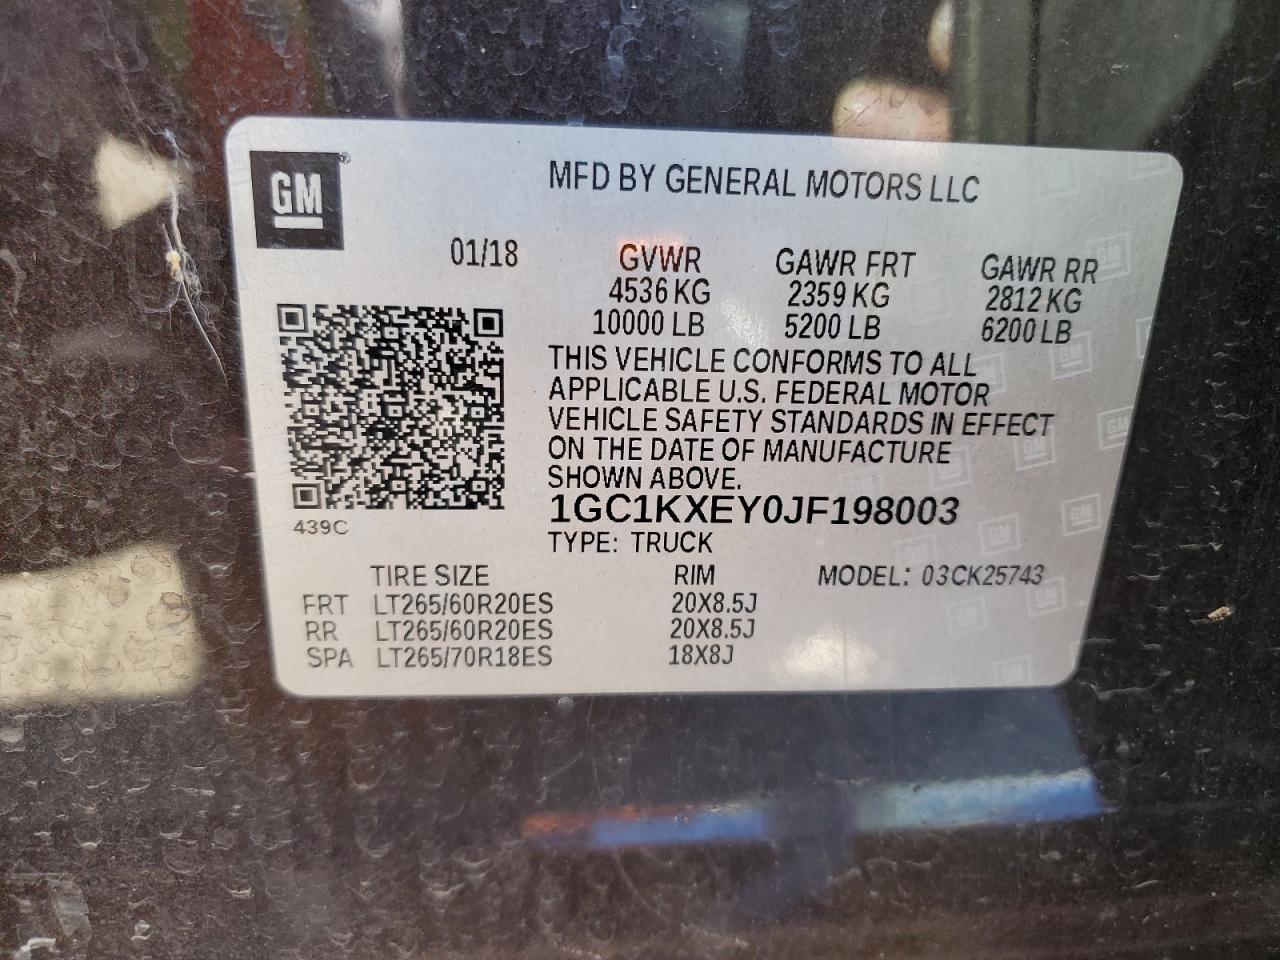 GM
MFD BY GENERAL MOTORS LLC
01/18 GVWR GAWR FRT GAWR RR
4536 KG 2359 KG 2812 KG
10000 LB 5200 LB 6200 LB
THIS VEHICLE CONFORMS TO ALL
APPLICABLE U.S. FEDERAL MOTOR
VEHICLE SAFETY STANDARDS IN EFFECT
ON THE DATE OF MANUFACTURE
SHOWN ABOVE.
1GC1KXEY0JF198003
439C
TYPE: TRUCK
TIRE SIZE RIM MODEL: 03CK25743
FRT LT265/60R20ES 20X8.5J
RR LT265/60R20ES 20X8.5J
SPA LT265/70R18ES 18X8J